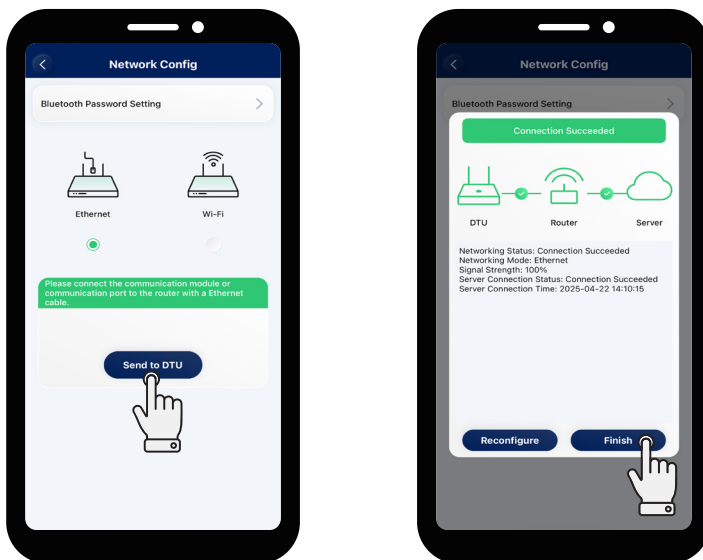 Network Config
Bluetooth Password Setting
Ethernet
Wi-Fi
Please connect the communication module or
communication port to the router with a Ethernet
cable.
Send to DTU
Network Config
Bluetooth Password Setting
Connection Succeeded
DTU
Router
Server
Networking Status: Connection Succeeded
Networking Mode: Ethernet
Signal Strength: 100%
Server Connection Status: Connection Succeeded
Server Connection Time: 2025-04-22 14:10:15
Reconfigure
Finish